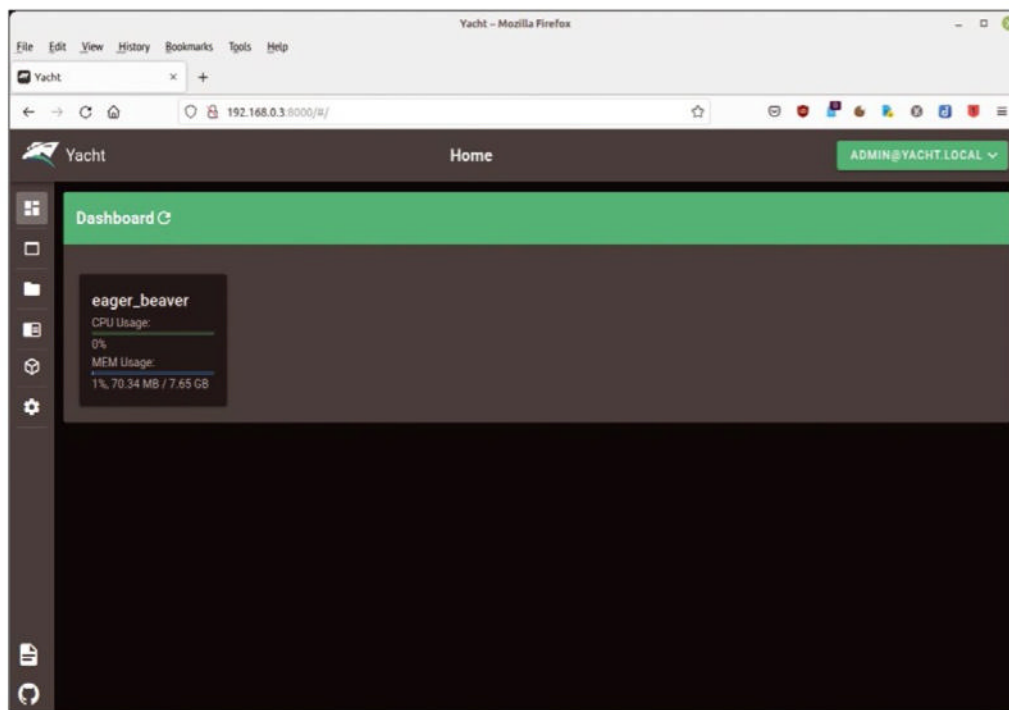 Yacht – Mozilla Firefox
File Edit View History Bookmarks Tools Help
Yacht
192.168.0.3:8000/#/
Yacht
Home
ADMIN@YACHT.LOCAL
Dashboard
eager_beaver
CPU Usage:
0%
MEM Usage:
1%, 70.34 MB / 7.65 GB